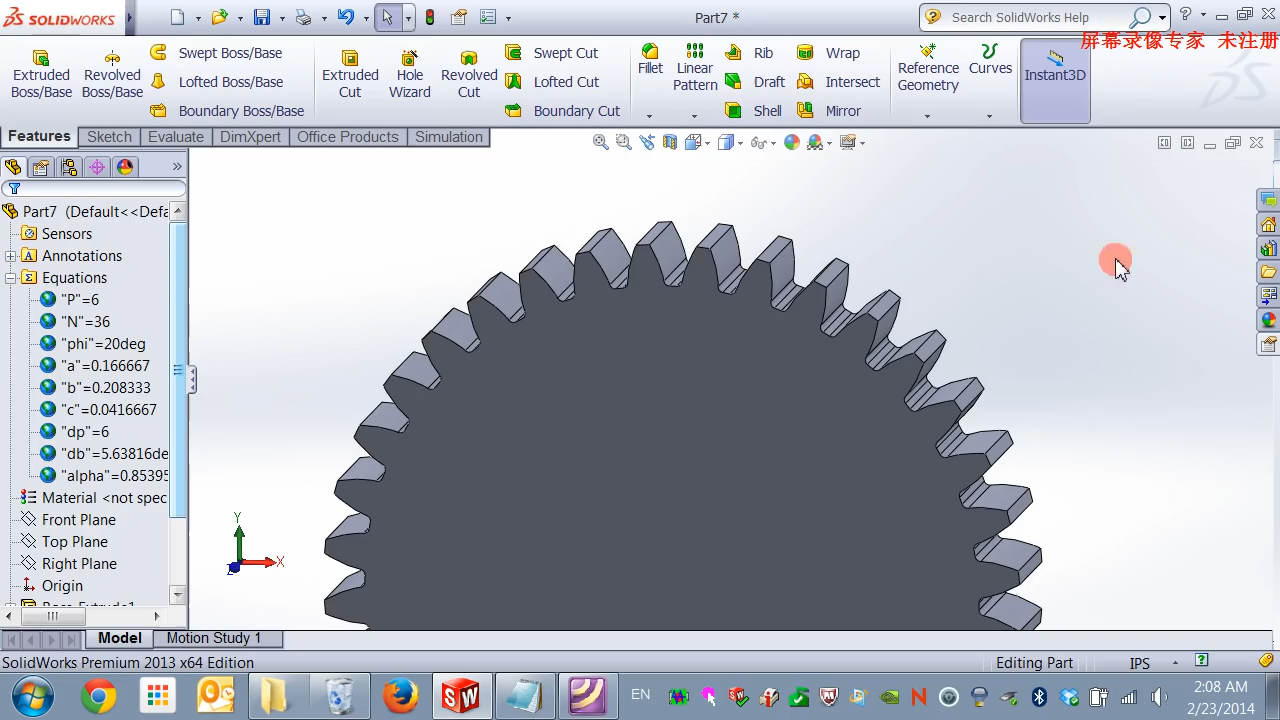 SOLIDWORKS
Part7 *
Search SolidWorks Help
屏幕录像专家 未注册
Extruded Boss/Base
Revolved Boss/Base
Swept Boss/Base
Lofted Boss/Base
Boundary Boss/Base
Extruded Cut
Hole Wizard
Revolved Cut
Swept Cut
Lofted Cut
Boundary Cut
Fillet
Linear Pattern
Rib
Draft
Shell
Wrap
Intersect
Mirror
Reference Geometry
Curves
Instant3D
Features
Sketch
Evaluate
DimXpert
Office Products
Simulation
Part7 (Default<<Defa
Sensors
Annotations
Equations
"P"=6
"N"=36
"phi"=20deg
"a"=0.166667
"b"=0.208333
"c"=0.0416667
"dp"=6
"db"=5.63816de
"alpha"=0.85395
Material <not spec
Front Plane
Top Plane
Right Plane
Origin
Y
X
Z
Model
Motion Study 1
SolidWorks Premium 2013 x64 Edition
Editing Part
IPS
EN
2:08 AM
2/23/2014